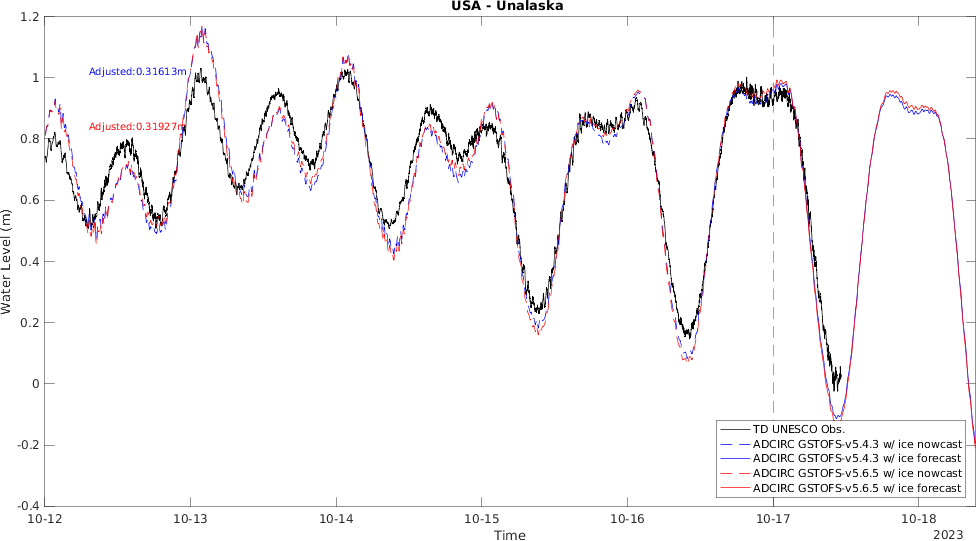 USA - Unalaska
1.2
1
0.8
0.6
0.4
0.2
0
-0.2
-0.4
Water Level (m)
Adjusted:0.31613m
Adjusted:0.31927m
TD UNESCO Obs.
ADCIRC GSTOFS-v5.4.3 w/ ice nowcast
ADCIRC GSTOFS-v5.4.3 w/ ice forecast
ADCIRC GSTOFS-v5.6.5 w/ ice nowcast
ADCIRC GSTOFS-v5.6.5 w/ ice forecast
10-12 10-13 10-14 10-15 10-16 10-17 10-18
Time
2023